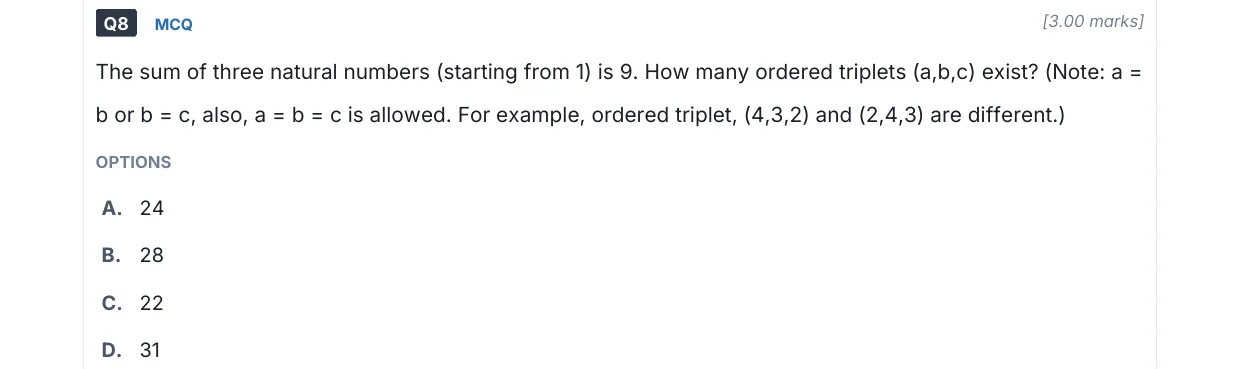 Q8 MCQ [3.00 marks]
The sum of three natural numbers (starting from 1) is 9. How many ordered triplets (a,b,c) exist? (Note: a =
b or b = c, also, a = b = c is allowed. For example, ordered triplet, (4,3,2) and (2,4,3) are different.)
OPTIONS
A. 24
B. 28
C. 22
D. 31